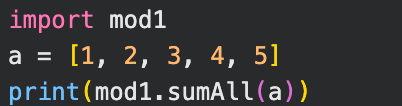 import mod1
a = [1, 2, 3, 4, 5]
print(mod1.sumAll(a))